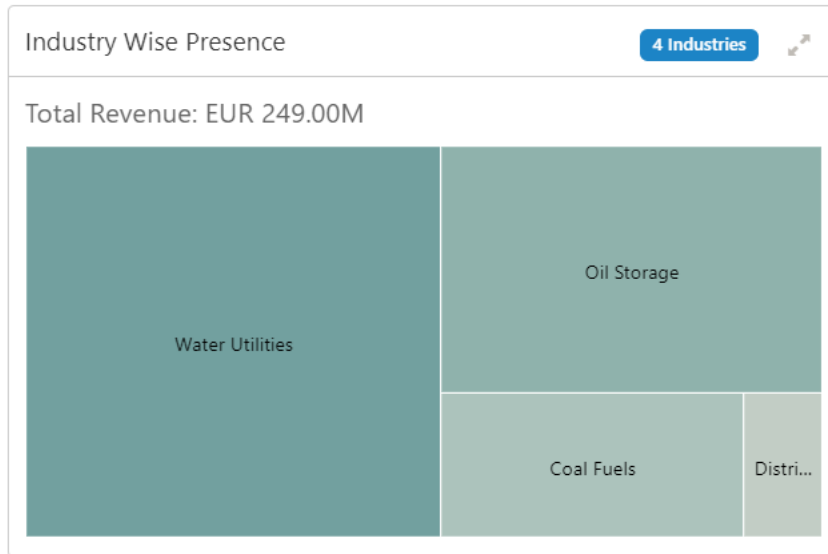 Industry Wise Presence
4 Industries
Total Revenue: EUR 249.00M
Water Utilities
Oil Storage
Coal Fuels
Distri...